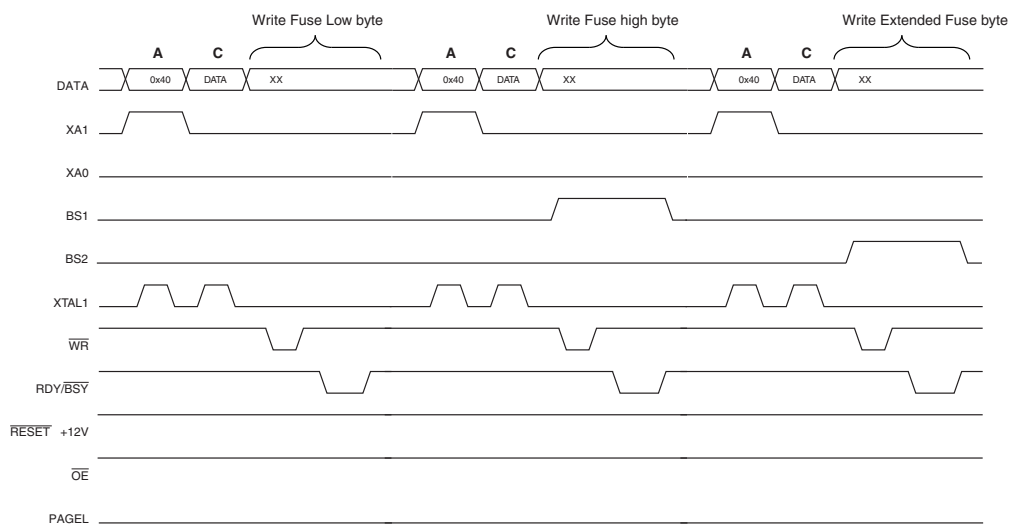 Write Fuse Low byte Write Fuse high byte Write Extended Fuse byte
A C A C A C
DATA 0x40 DATA XX 0x40 DATA XX 0x40 DATA XX
XA1
XA0
BS1
BS2
XTAL1
WR
RDY/BSY
RESET +12V
OE
PAGEL